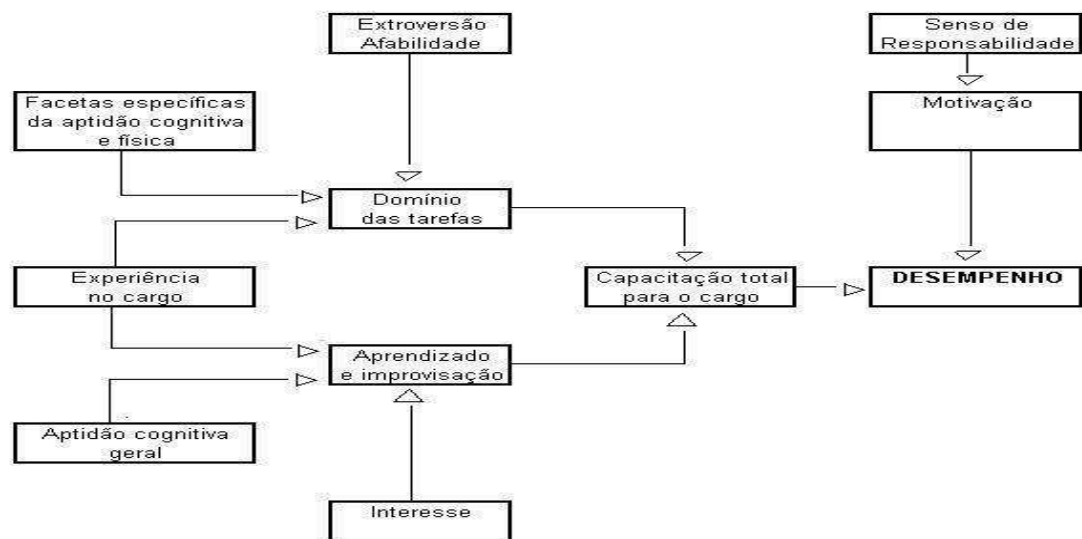 Extroversão
Afabilidade
Senso de
Responsabilidade
Facetas específicas
da aptidão cognitiva
e física
Motivação
Domínio
das tarefas
Experiência
no cargo
Capacitação total
para o cargo
DESEMPENHO
Aprendizado
e improvisação
Aptidão cognitiva
geral
Interesse